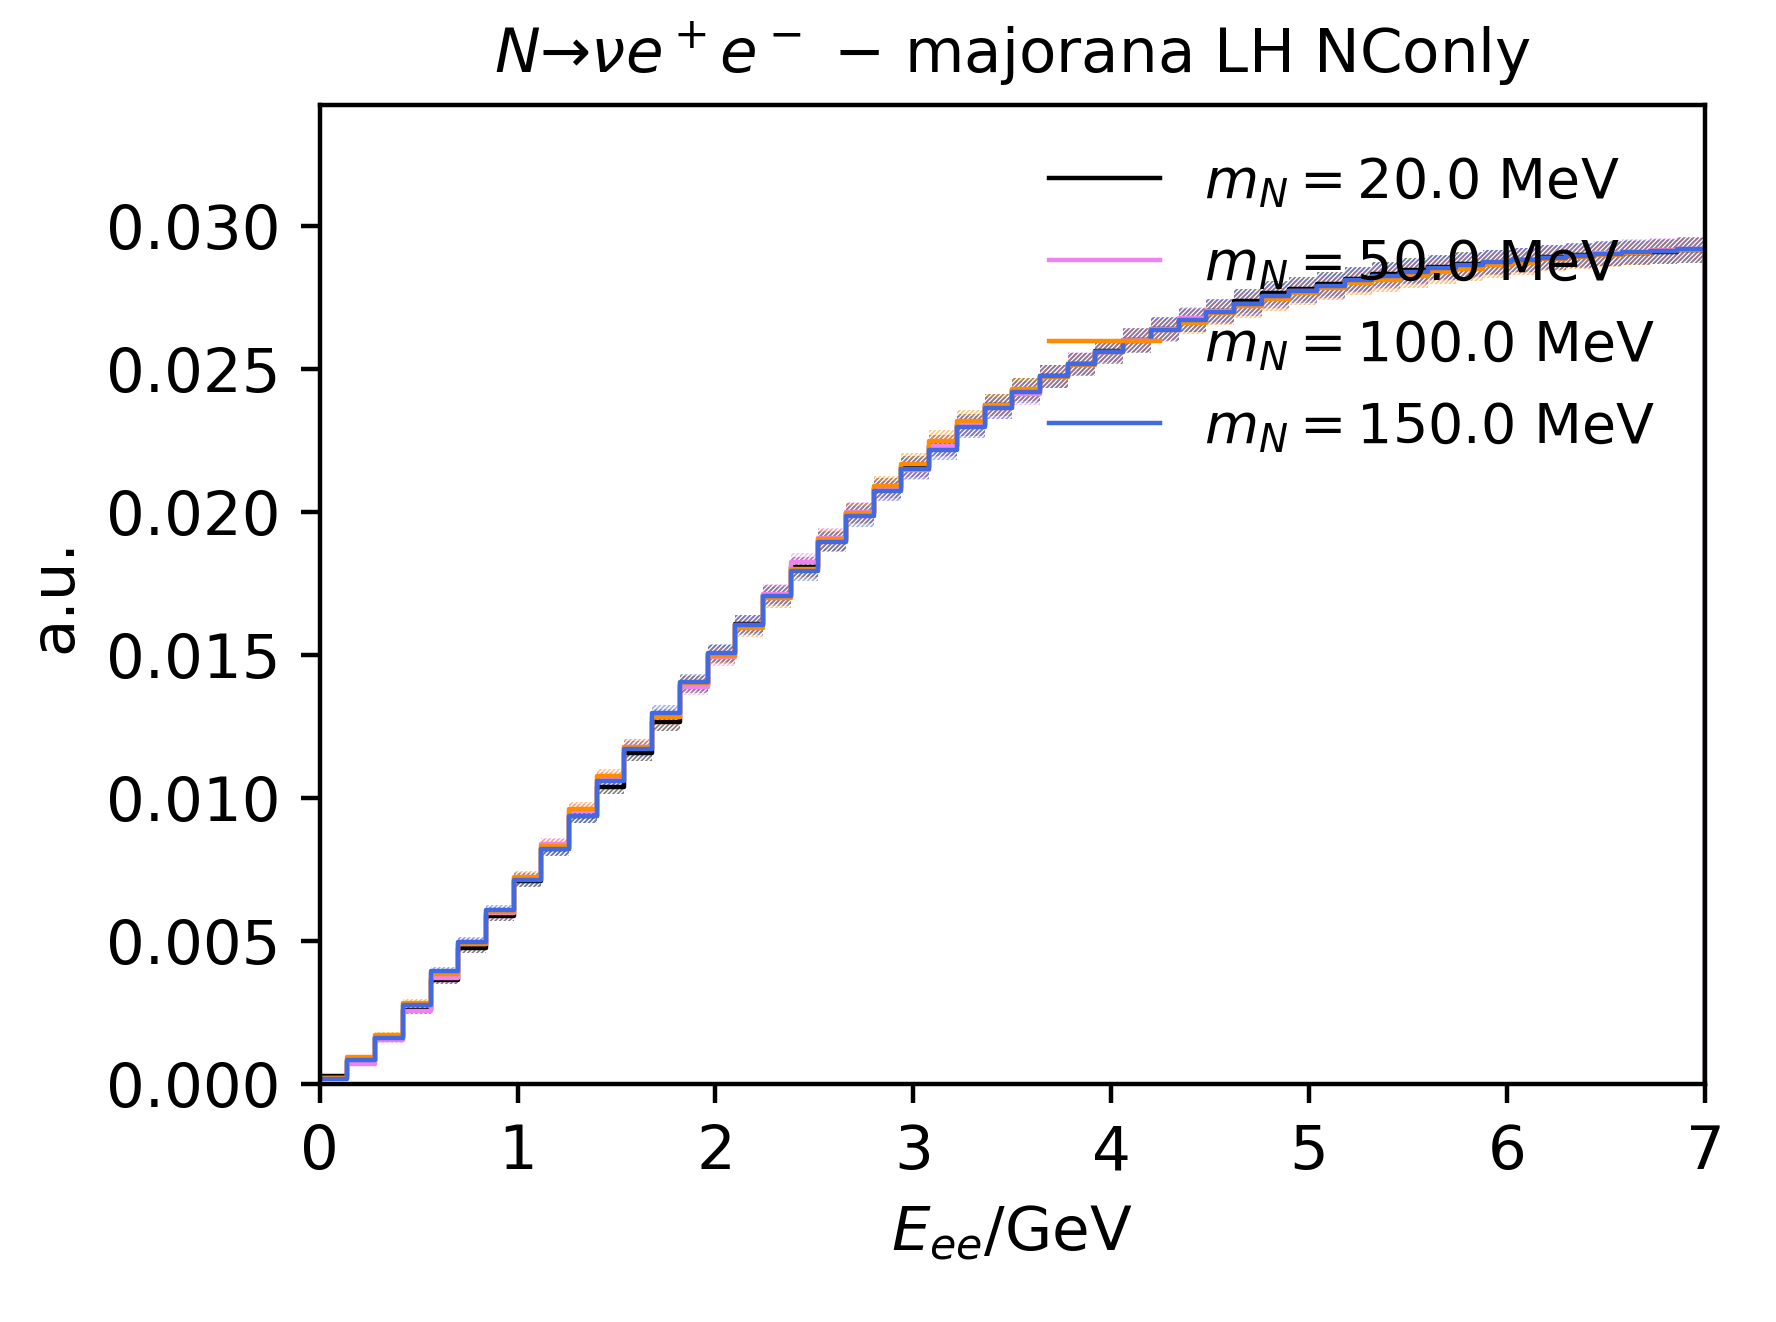 N→νe⁺e⁻ − majorana LH NConly
m_N = 20.0 MeV
m_N = 50.0 MeV
m_N = 100.0 MeV
m_N = 150.0 MeV
a.u.
0.030
0.025
0.020
0.015
0.010
0.005
0.000
0 1 2 3 4 5 6 7
E_ee/GeV